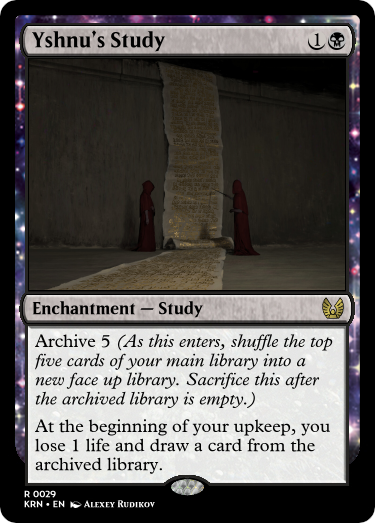 Yshnu's Study 1
Enchantment — Study
Archive 5 (As this enters, shuffle the top
five cards of your main library into a
new face up library. Sacrifice this after
the archived library is empty.)
At the beginning of your upkeep, you
lose 1 life and draw a card from the
archived library.
R 0029
KRN • EN Alexey Rudikov